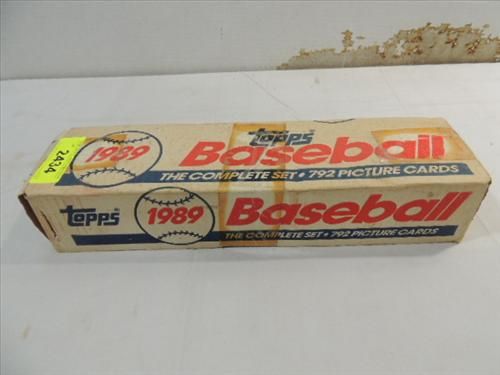 2434
1989
Topps
Baseball
THE COMPLETE SET • 792 PICTURE CARDS
Topps
1989
Baseball
THE COMPLETE SET • 792 PICTURE CARDS